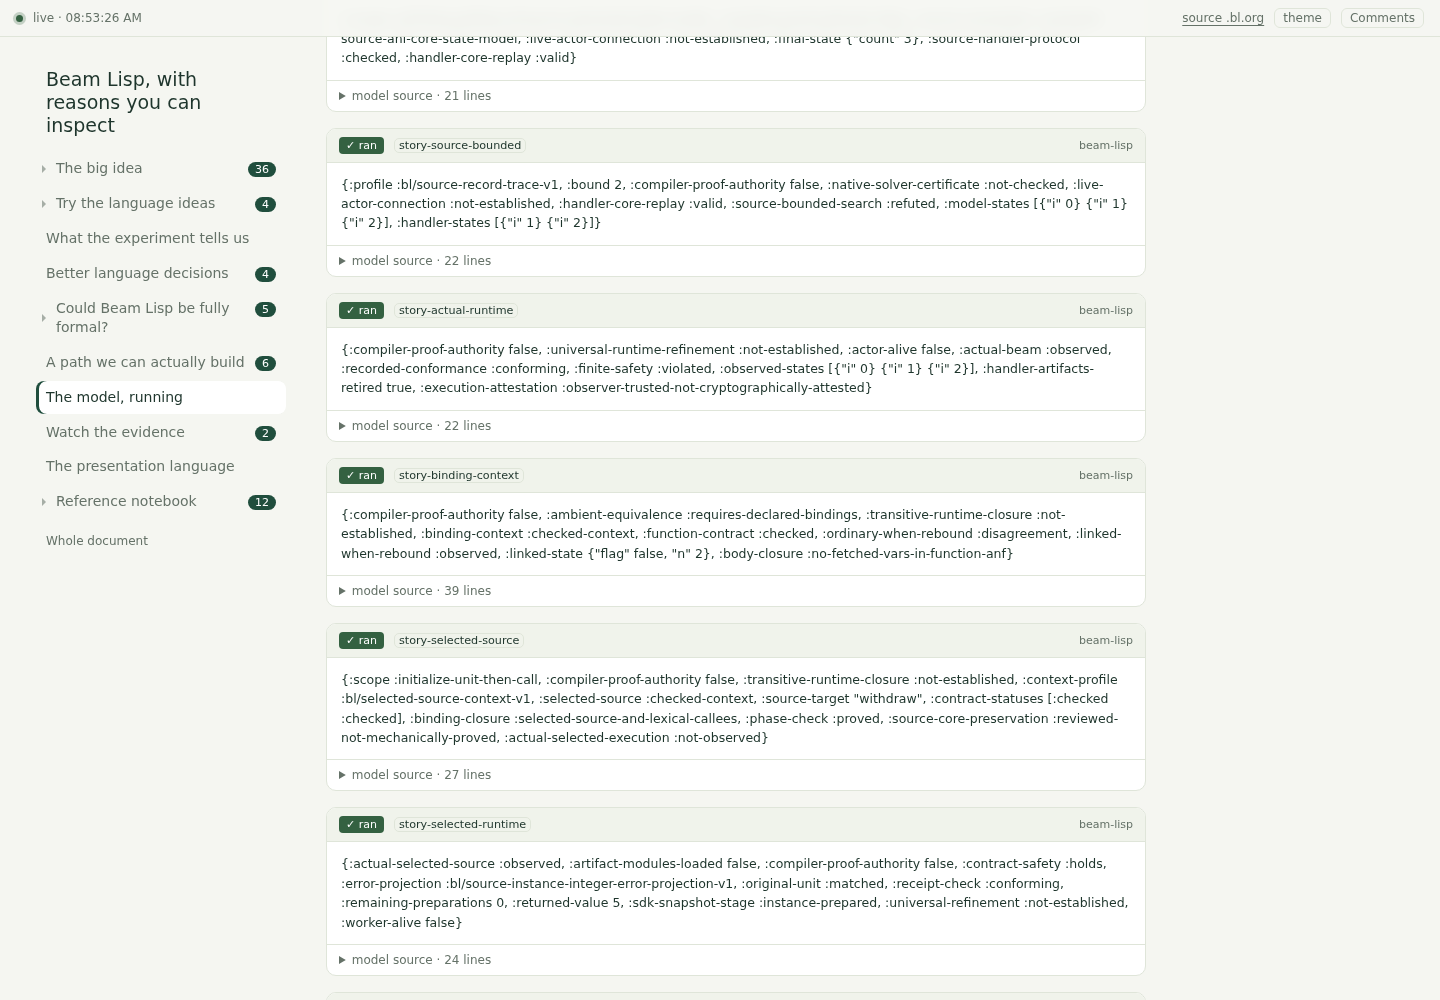 live · 08:53:26 AM
source .bl.org
theme
Comments
Beam Lisp, with
reasons you can
inspect
The big idea 36
Try the language ideas 4
What the experiment tells us
Better language decisions 4
Could Beam Lisp be fully 5
formal?
A path we can actually build 6
The model, running
Watch the evidence 2
The presentation language
Reference notebook 12
Whole document
source-anf-core-state-model, :live-actor-connection :not-established, :final-state {"count" 3}, :source-handler-protocol
:checked, :handler-core-replay :valid}
▶ model source · 21 lines
✓ ran story-source-bounded beam-lisp
{:profile :bl/source-record-trace-v1, :bound 2, :compiler-proof-authority false, :native-solver-certificate :not-checked, :live-
actor-connection :not-established, :handler-core-replay :valid, :source-bounded-search :refuted, :model-states [{"i" 0} {"i" 1}
{"i" 2}], :handler-states [{"i" 1} {"i" 2}]}
▶ model source · 22 lines
✓ ran story-actual-runtime beam-lisp
{:compiler-proof-authority false, :universal-runtime-refinement :not-established, :actor-alive false, :actual-beam :observed,
:recorded-conformance :conforming, :finite-safety :violated, :observed-states [{"i" 0} {"i" 1} {"i" 2}], :handler-artifacts-
retired true, :execution-attestation :observer-trusted-not-cryptographically-attested}
▶ model source · 22 lines
✓ ran story-binding-context beam-lisp
{:compiler-proof-authority false, :ambient-equivalence :requires-declared-bindings, :transitive-runtime-closure :not-
established, :binding-context :checked-context, :function-contract :checked, :ordinary-when-rebound :disagreement, :linked-
when-rebound :observed, :linked-state {"flag" false, "n" 2}, :body-closure :no-fetched-vars-in-function-anf}
▶ model source · 39 lines
✓ ran story-selected-source beam-lisp
{:scope :initialize-unit-then-call, :compiler-proof-authority false, :transitive-runtime-closure :not-established, :context-profile
:bl/selected-source-context-v1, :selected-source :checked-context, :source-target "withdraw", :contract-statuses [:checked
:checked], :binding-closure :selected-source-and-lexical-callees, :phase-check :proved, :source-core-preservation :reviewed-
not-mechanically-proved, :actual-selected-execution :not-observed}
▶ model source · 27 lines
✓ ran story-selected-runtime beam-lisp
{:actual-selected-source :observed, :artifact-modules-loaded false, :compiler-proof-authority false, :contract-safety :holds,
:error-projection :bl/source-instance-integer-error-projection-v1, :original-unit :matched, :receipt-check :conforming,
:remaining-preparations 0, :returned-value 5, :sdk-snapshot-stage :instance-prepared, :universal-refinement :not-established,
:worker-alive false}
▶ model source · 24 lines